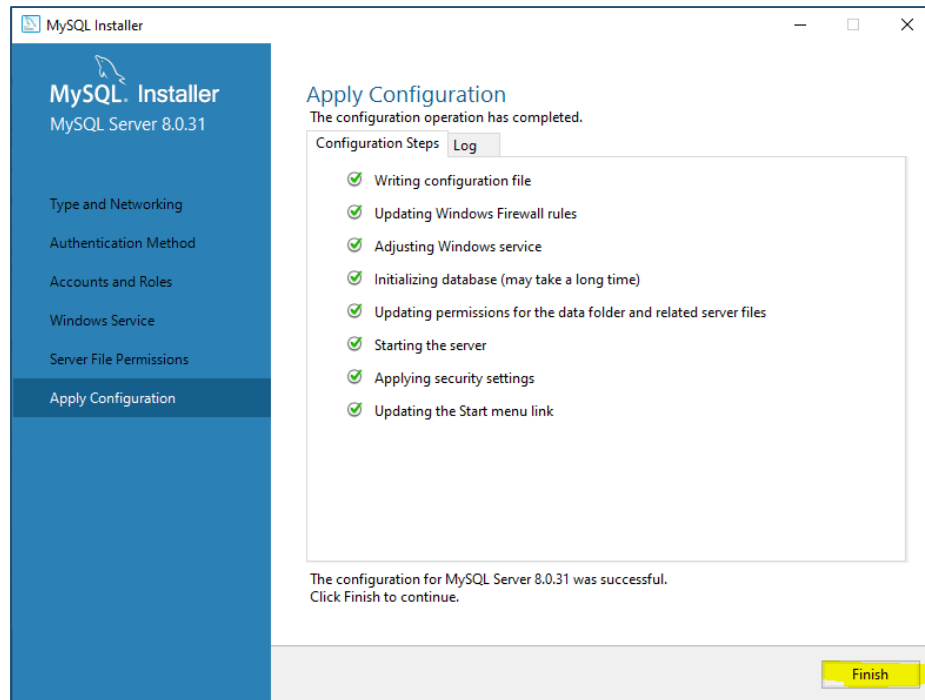 MySQL Installer
MySQL. Installer
MySQL Server 8.0.31
Type and Networking
Authentication Method
Accounts and Roles
Windows Service
Server File Permissions
Apply Configuration
Apply Configuration
The configuration operation has completed.
Configuration Steps Log
Writing configuration file
Updating Windows Firewall rules
Adjusting Windows service
Initializing database (may take a long time)
Updating permissions for the data folder and related server files
Starting the server
Applying security settings
Updating the Start menu link
The configuration for MySQL Server 8.0.31 was successful.
Click Finish to continue.
Finish